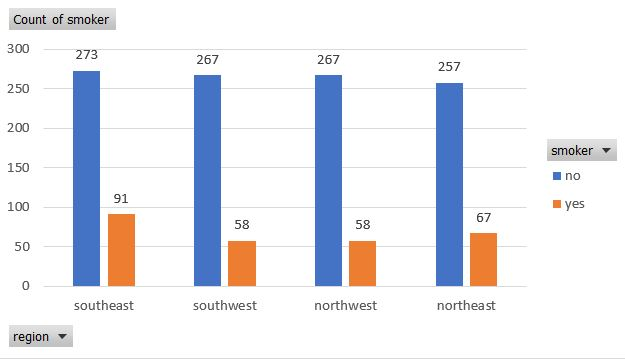 Count of smoker
300
250
200
150
100
50
0
273
91
267
58
267
58
257
67
southeast
southwest
northwest
northeast
smoker
no
yes
region